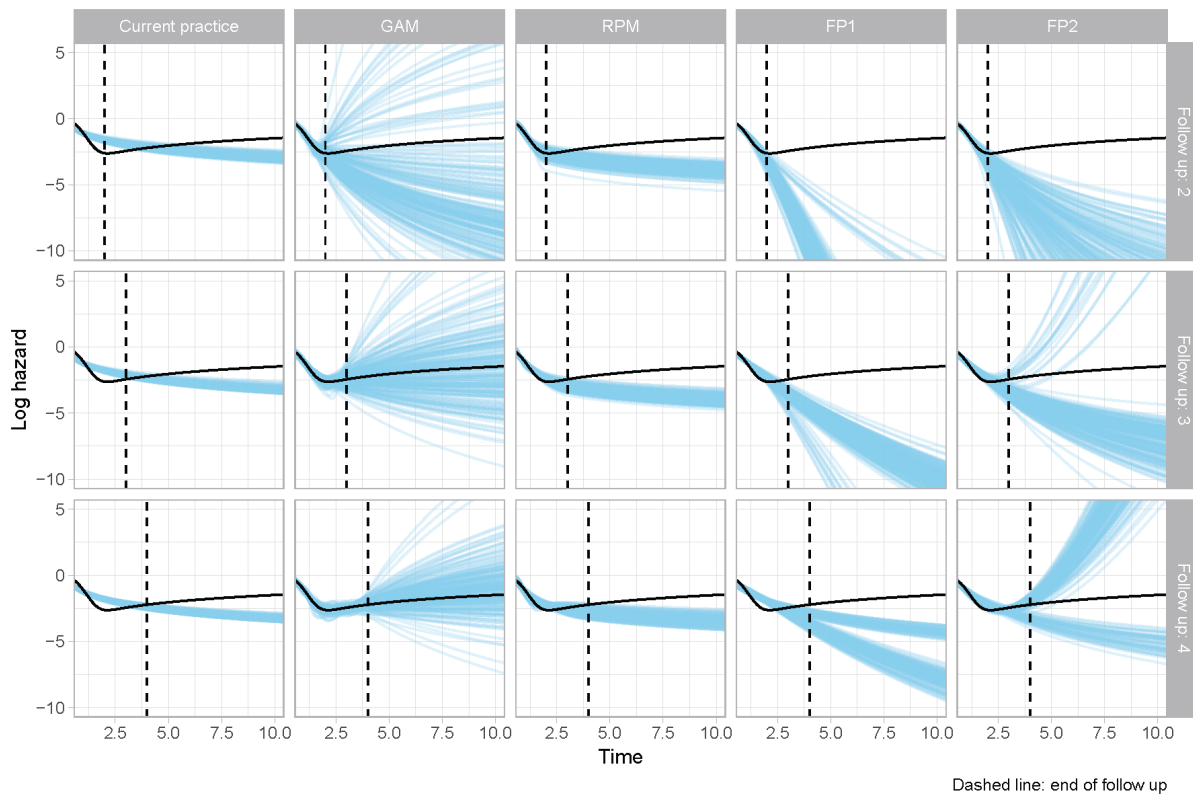 Current practice GAM RPM FP1 FP2
5
0
−5
−10
Follow up: 2
5
0
−5
−10
Follow up: 3
5
0
−5
−10
Follow up: 4
Log hazard
2.5 5.0 7.5 10.0 2.5 5.0 7.5 10.0 2.5 5.0 7.5 10.0 2.5 5.0 7.5 10.0 2.5 5.0 7.5 10.0
Time
Dashed line: end of follow up